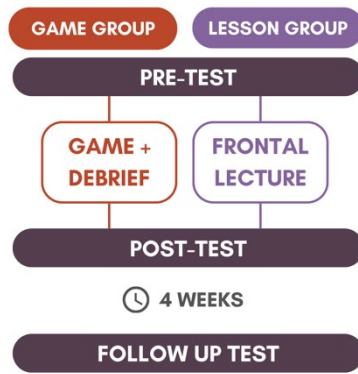 GAME GROUP
LESSON GROUP
PRE-TEST
GAME +
DEBRIEF
FRONTAL
LECTURE
POST-TEST
4 WEEKS
FOLLOW UP TEST